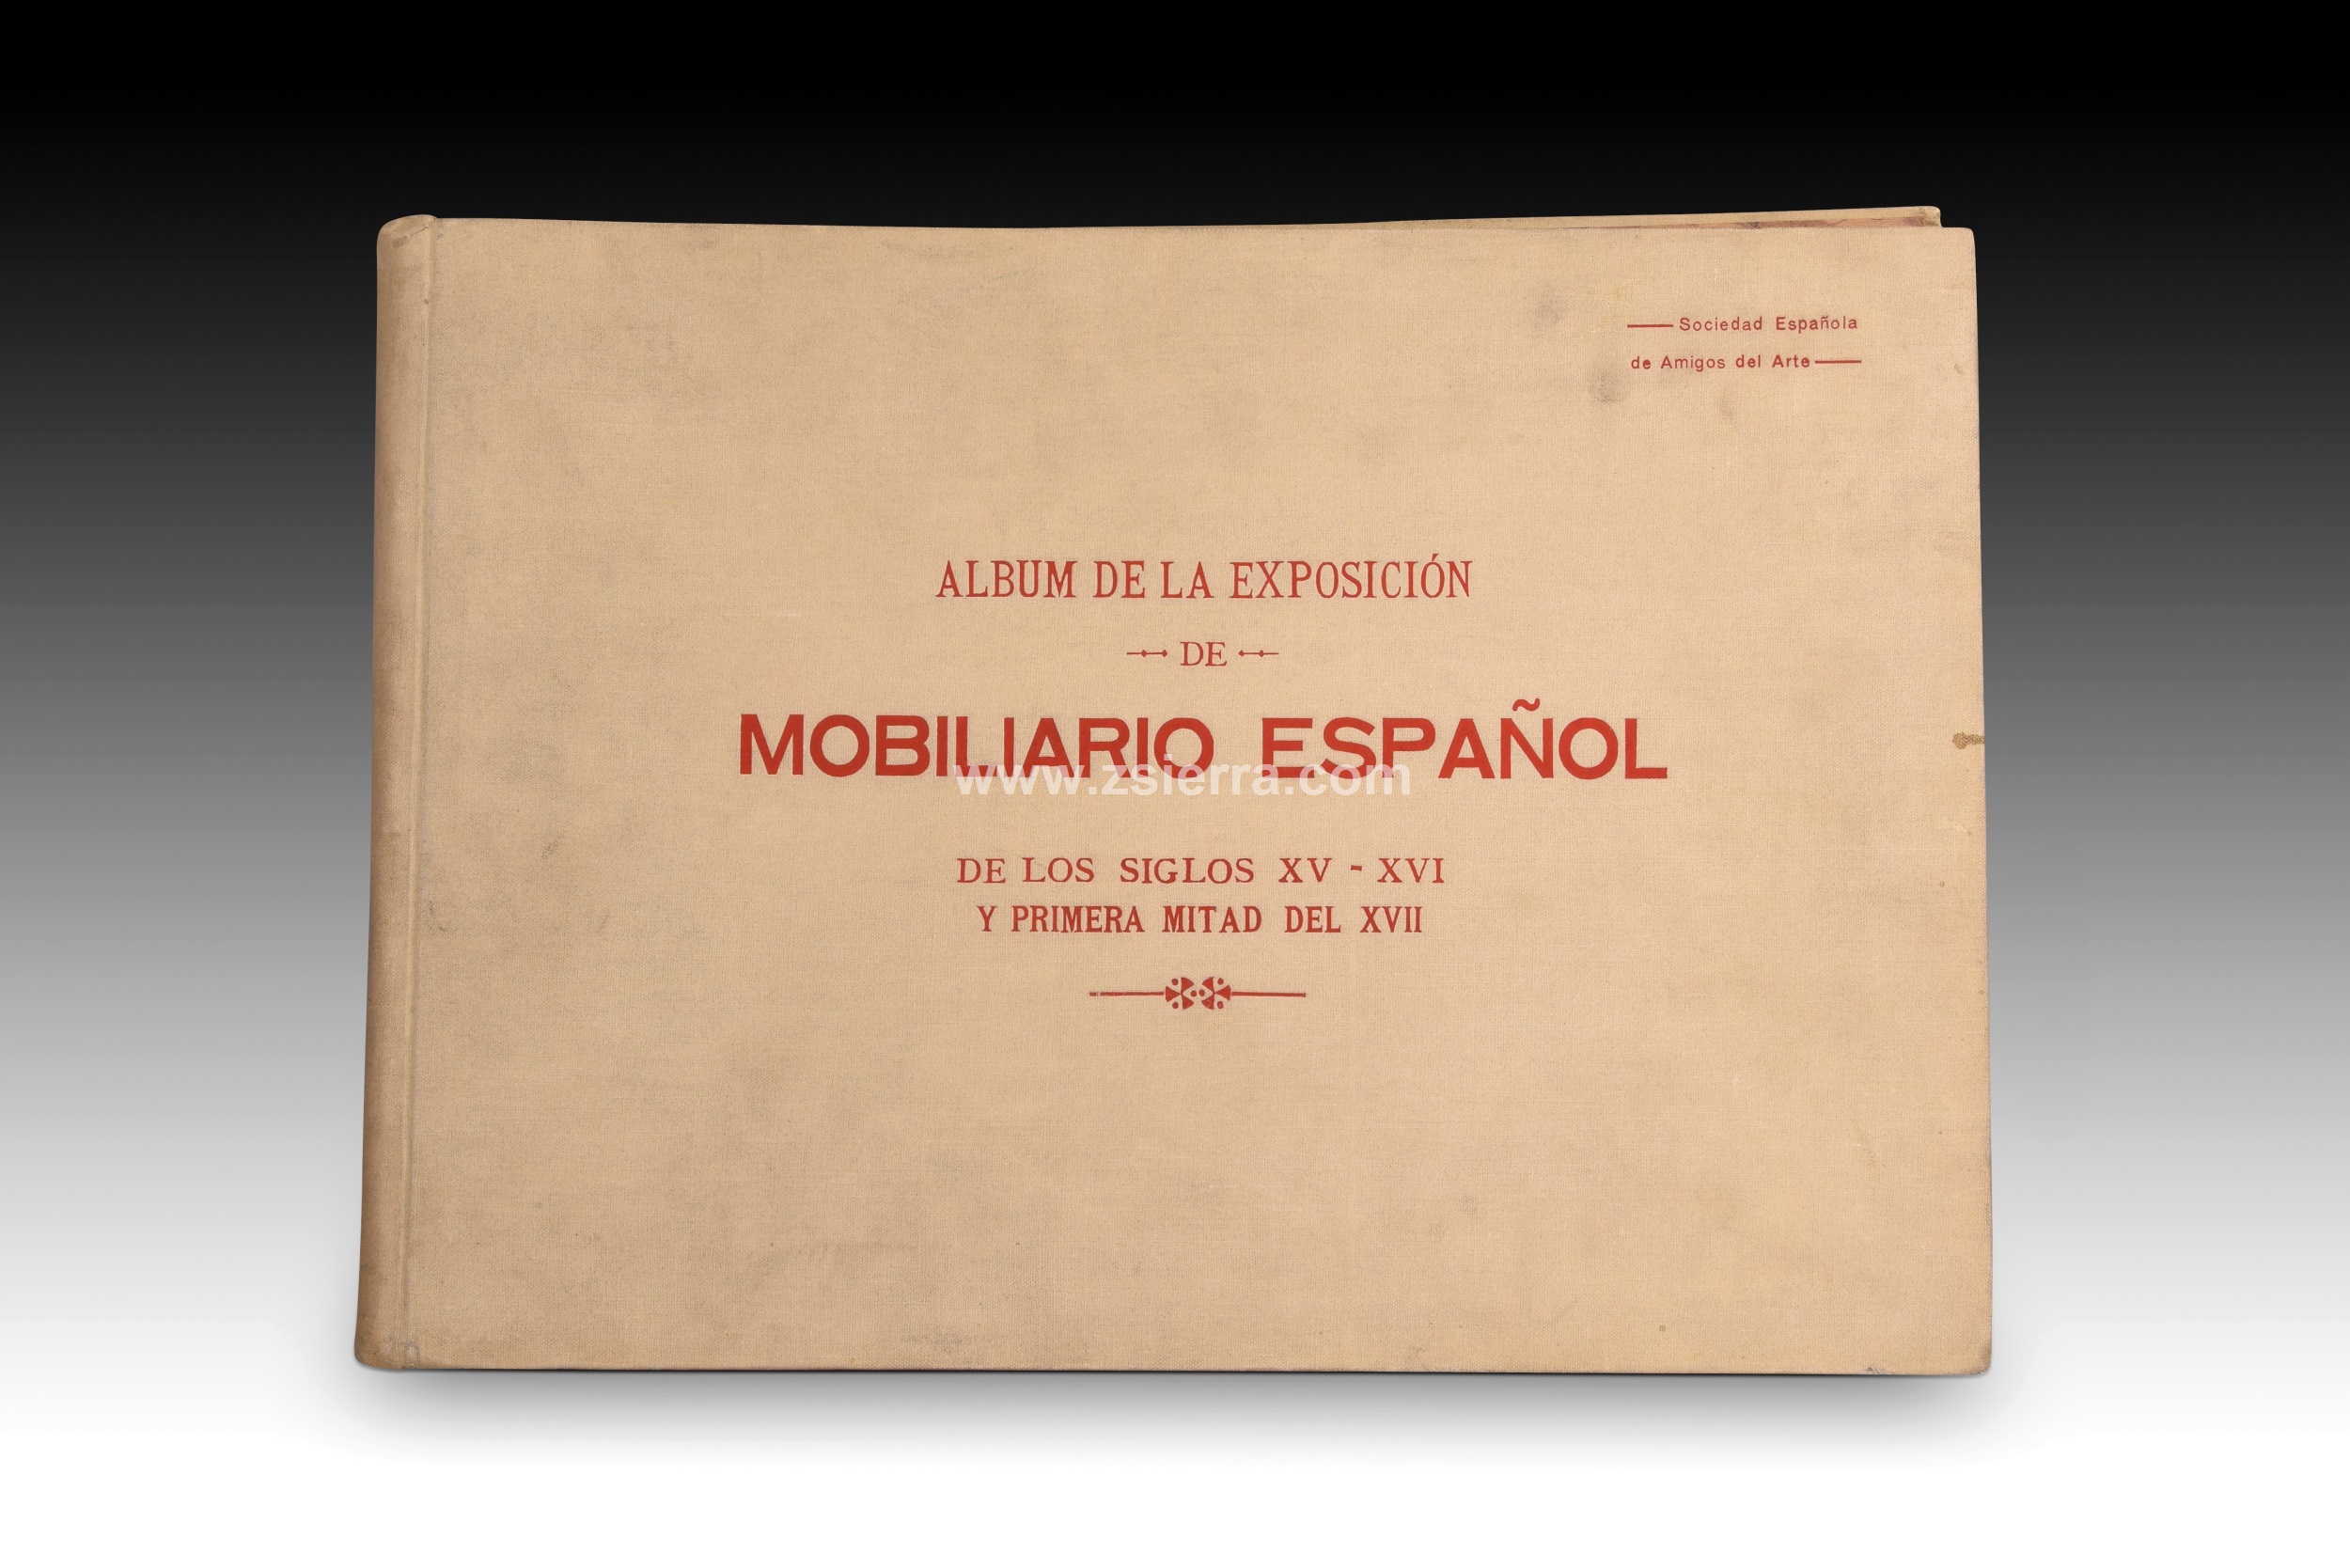 Sociedad Española
de Amigos del Arte
ALBUM DE LA EXPOSICIÓN
DE
MOBILIARIO ESPAÑOL
www.zsierra.com
DE LOS SIGLOS XV - XVI
Y PRIMERA MITAD DEL XVII